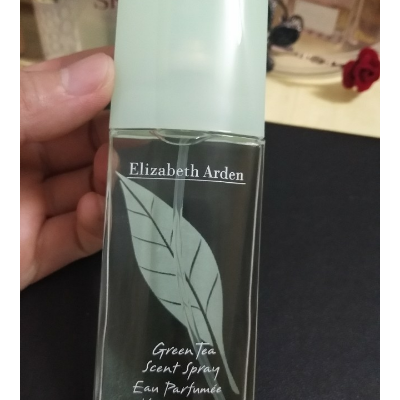 Elizabeth Arden
Green Tea
Scent Spray
Eau Parfumée